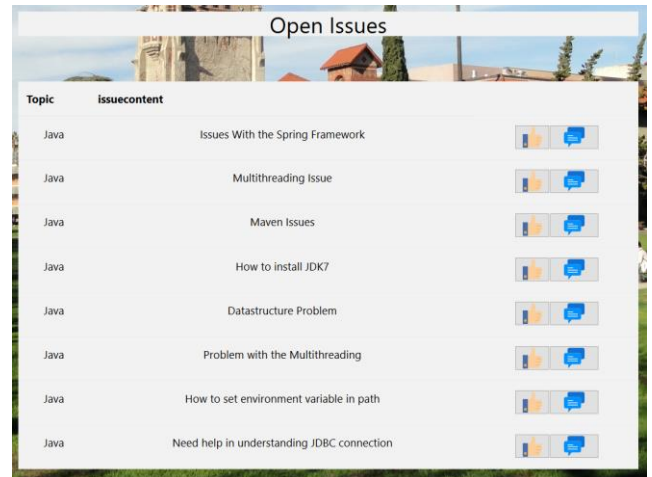 Open Issues
Topic issuecontent
Java Issues With the Spring Framework
Java Multithreading Issue
Java Maven Issues
Java How to install JDK7
Java Datastructure Problem
Java Problem with the Multithreading
Java How to set environment variable in path
Java Need help in understanding JDBC connection